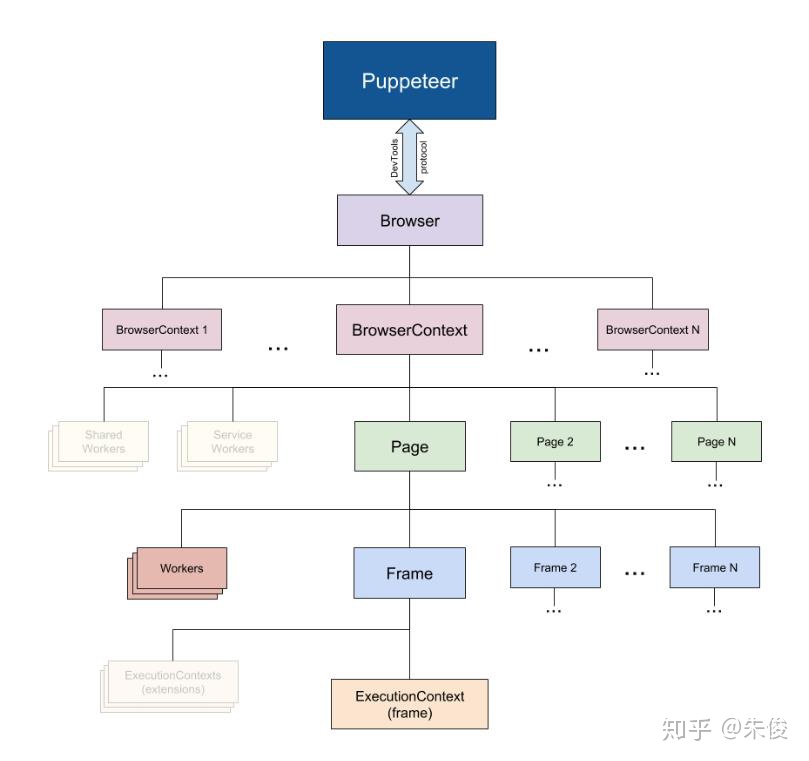 Puppeteer
DevTools
protocol
Browser
BrowserContext 1
...
BrowserContext
...
BrowserContext N
...
...
Shared
Workers
Service
Workers
Page
Page 2
...
Page N
...
...
Workers
Frame
Frame 2
...
Frame N
...
...
ExecutionContexts
(extensions)
ExecutionContext
(frame)
知乎 @朱俊